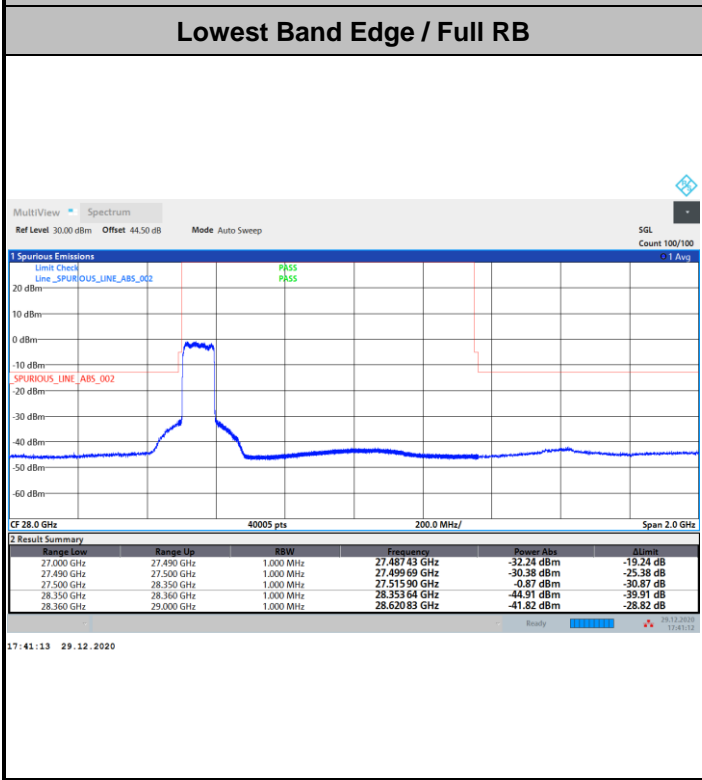 Lowest Band Edge / Full RB
MultiView Spectrum
Ref Level 30.00 dBm Offset 44.50 dB Mode Auto Sweep SGL
Count 100/100
1 Spurious Emissions 1 Avg
Limit Check PASS
Line _SPURIOUS_LINE_ABS_002 PASS
20 dBm
10 dBm
0 dBm
-10 dBm
_SPURIOUS_LINE_ABS_002
-20 dBm
-30 dBm
-40 dBm
-50 dBm
-60 dBm
CF 28.0 GHz 40005 pts 200.0 MHz/ Span 2.0 GHz
2 Result Summary
Range Low Range Up RBW Frequency Power Abs ΔLimit
27.000 GHz 27.490 GHz 1.000 MHz 27.487 43 GHz -32.24 dBm -19.24 dB
27.490 GHz 27.500 GHz 1.000 MHz 27.499 69 GHz -30.38 dBm -25.38 dB
27.500 GHz 28.350 GHz 1.000 MHz 27.515 90 GHz -0.87 dBm -30.87 dB
28.350 GHz 28.360 GHz 1.000 MHz 28.353 64 GHz -44.91 dBm -39.91 dB
28.360 GHz 29.000 GHz 1.000 MHz 28.620 83 GHz -41.82 dBm -28.82 dB
Ready 29.12.2020
17:41:12
17:41:13 29.12.2020